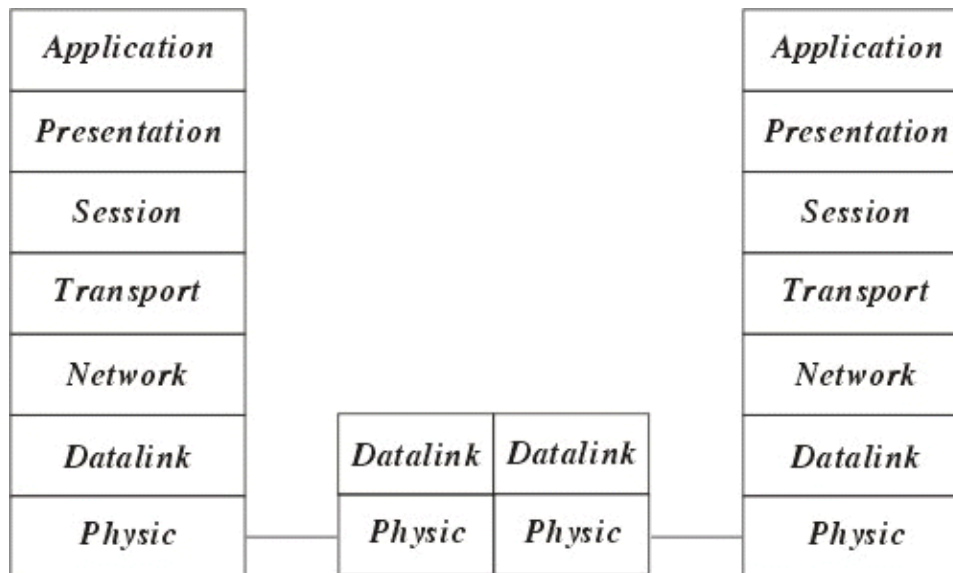 Application
Presentation
Session
Transport
Network
Datalink
Physic
Datalink Datalink
Physic Physic
Application
Presentation
Session
Transport
Network
Datalink
Physic